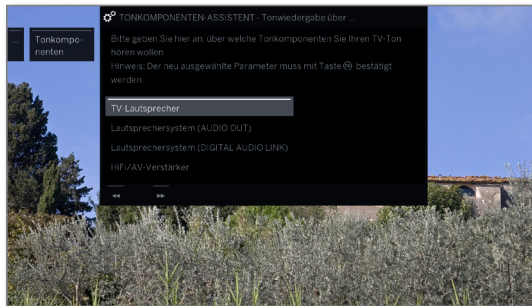 TONKOMPONENTEN-ASSISTENT - Tonwiedergabe über ...
... Tonkompo-
nenten
Bitte geben Sie hier an, über welche Tonkomponenten Sie Ihren TV-Ton
hören wollen.
Hinweis: Der neu ausgewählte Parameter muss mit Taste OK bestätigt
werden.
TV-Lautsprecher
Lautsprechersystem (AUDIO OUT)
Lautsprechersystem (DIGITAL AUDIO LINK)
HiFi/AV-Verstärker